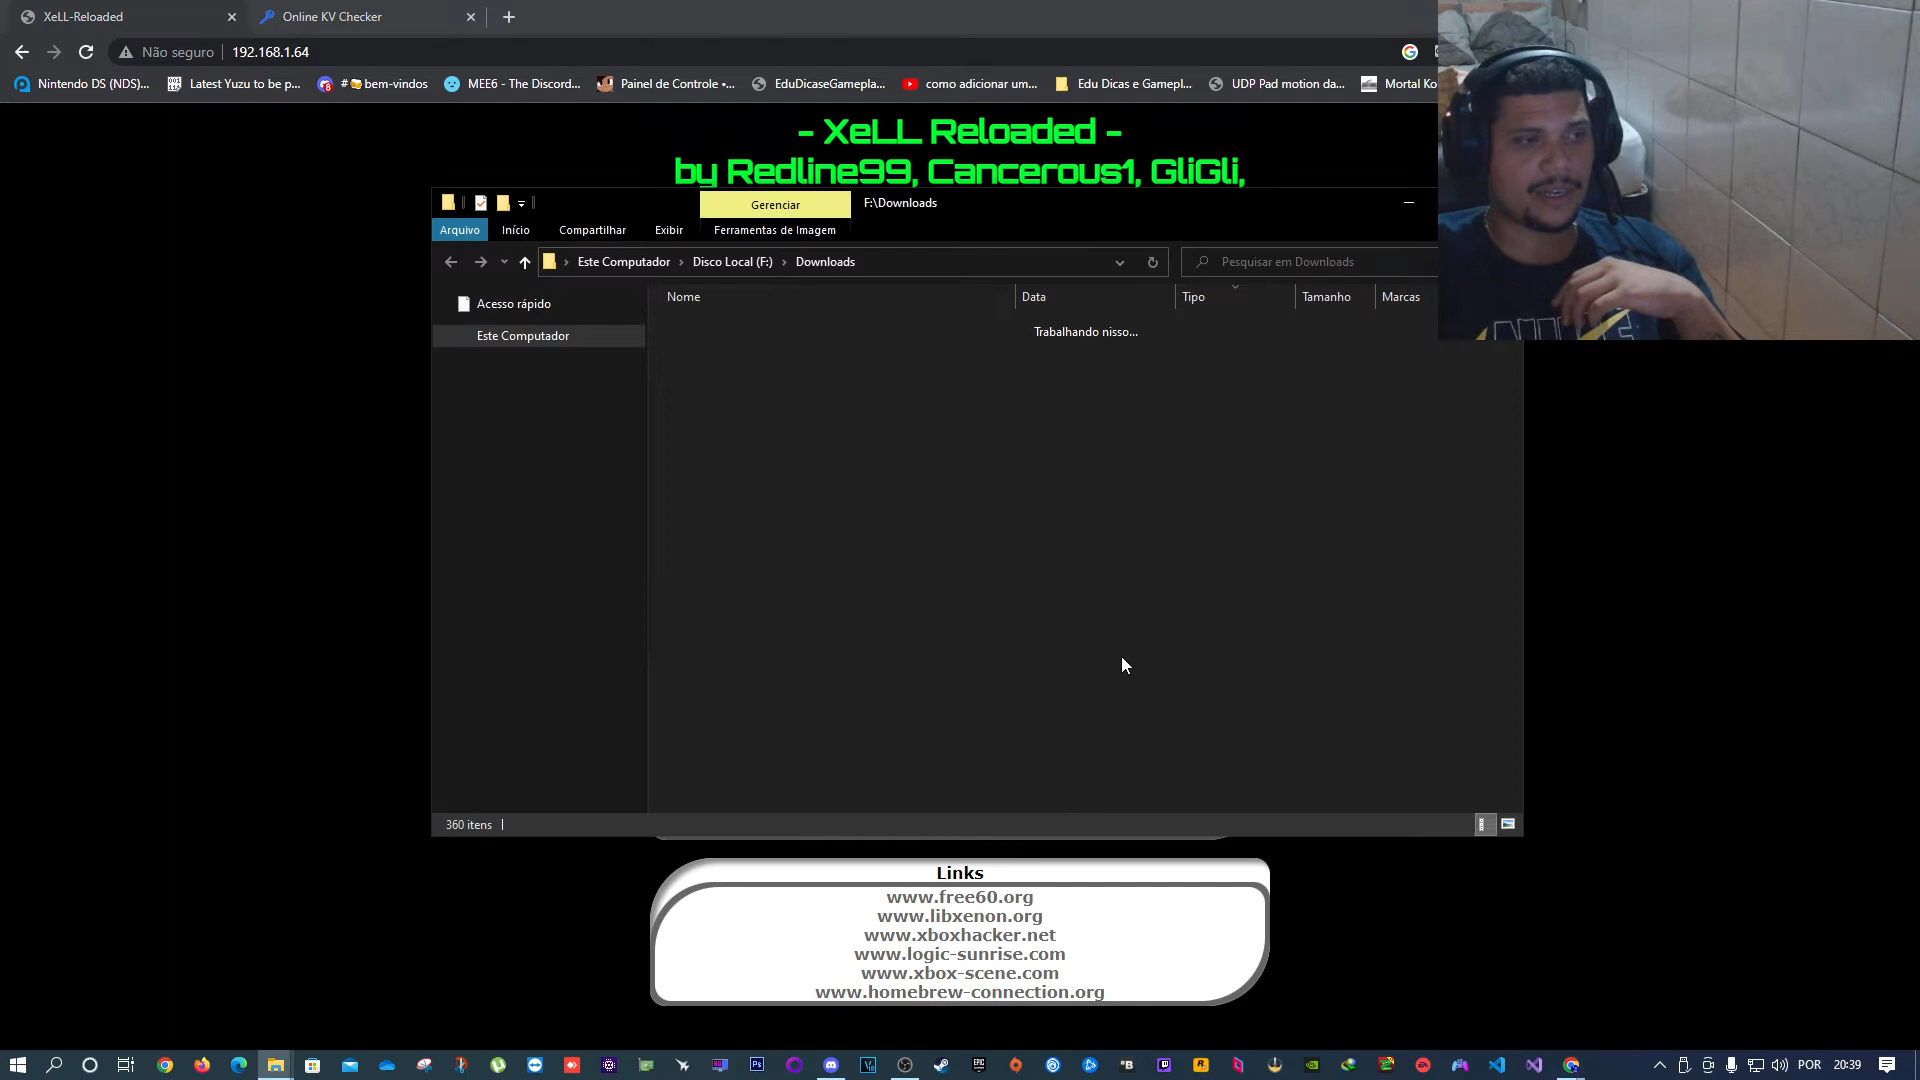 XeLL-Reloaded
Online KV Checker
Não seguro
192.168.1.64
Nintendo DS (NDS)...
Latest Yuzu to be p...
#👏bem-vindos
MEE6 - The Discord...
Painel de Controle •...
EduDicaseGamepla...
como adicionar um...
Edu Dicas e Gamepl...
UDP Pad motion da...
Mortal Ko
- XeLL Reloaded -
by Redline99, Cancerous1, GliGli,
Gerenciar
F:\Downloads
Arquivo
Início
Compartilhar
Exibir
Ferramentas de Imagem
Este Computador
Disco Local (F:)
Downloads
Pesquisar em Downloads
Acesso rápido
Este Computador
Nome
Data
Tipo
Tamanho
Marcas
Trabalhando nisso...
360 itens
Links
www.free60.org
www.libxenon.org
www.xboxhacker.net
www.logic-sunrise.com
www.xbox-scene.com
www.homebrew-connection.org
POR
20:39